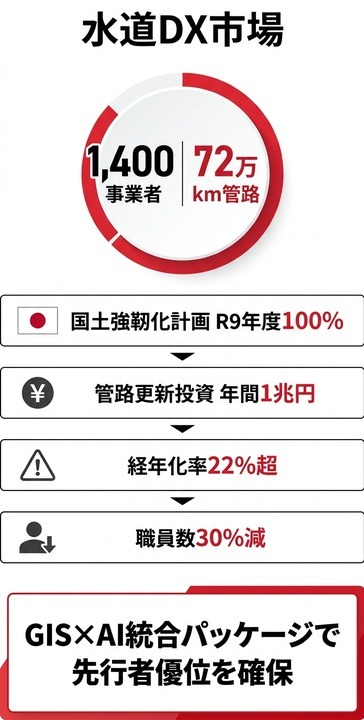 水道DX市場
1,400
事業者
72万
km管路
国土強靭化計画 R9年度100%
¥
管路更新投資 年間1兆円
経年化率22%超
職員数30%減
GIS×AI統合パッケージで
先行者優位を確保